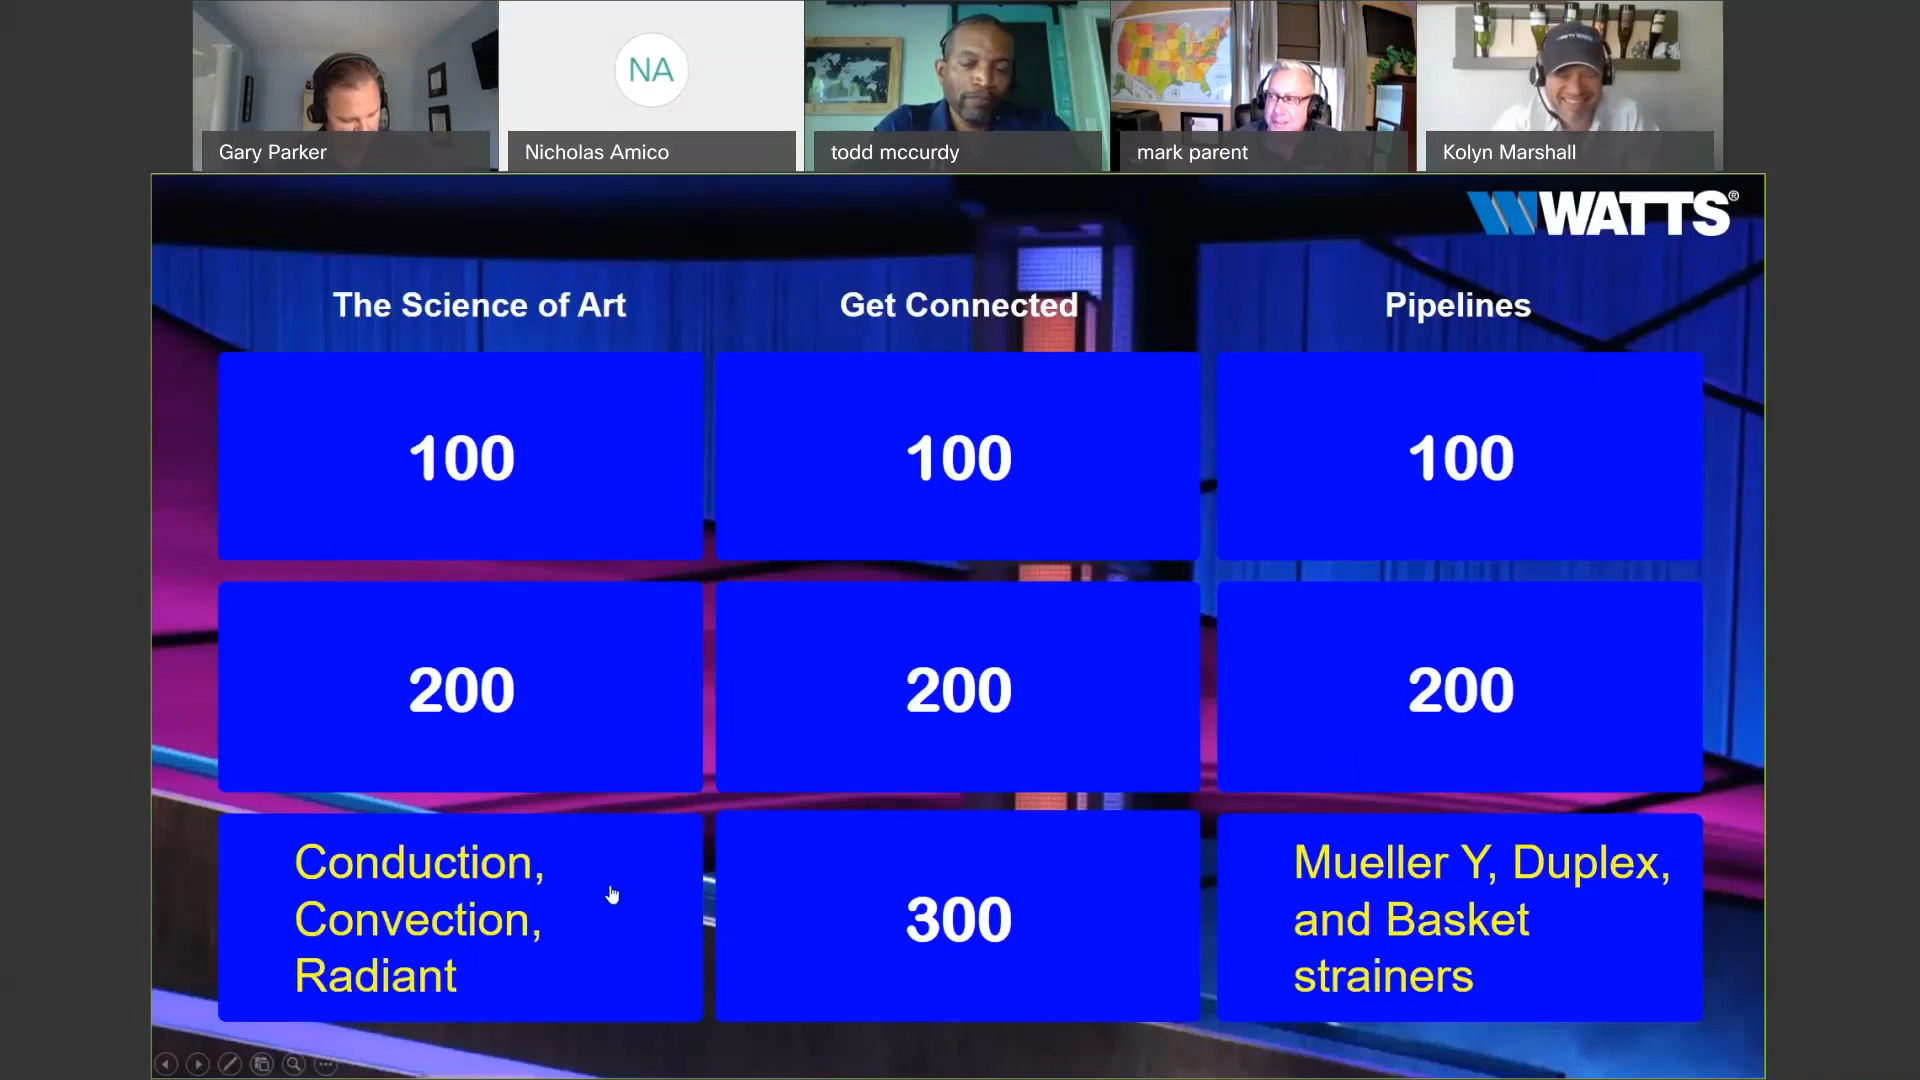 NA
Gary Parker
Nicholas Amico
todd mccurdy
mark parent
Kolyn Marshall
WATTS®
The Science of Art
Get Connected
Pipelines
100
100
100
200
200
200
Conduction,
Convection,
Radiant
300
Mueller Y, Duplex,
and Basket
strainers